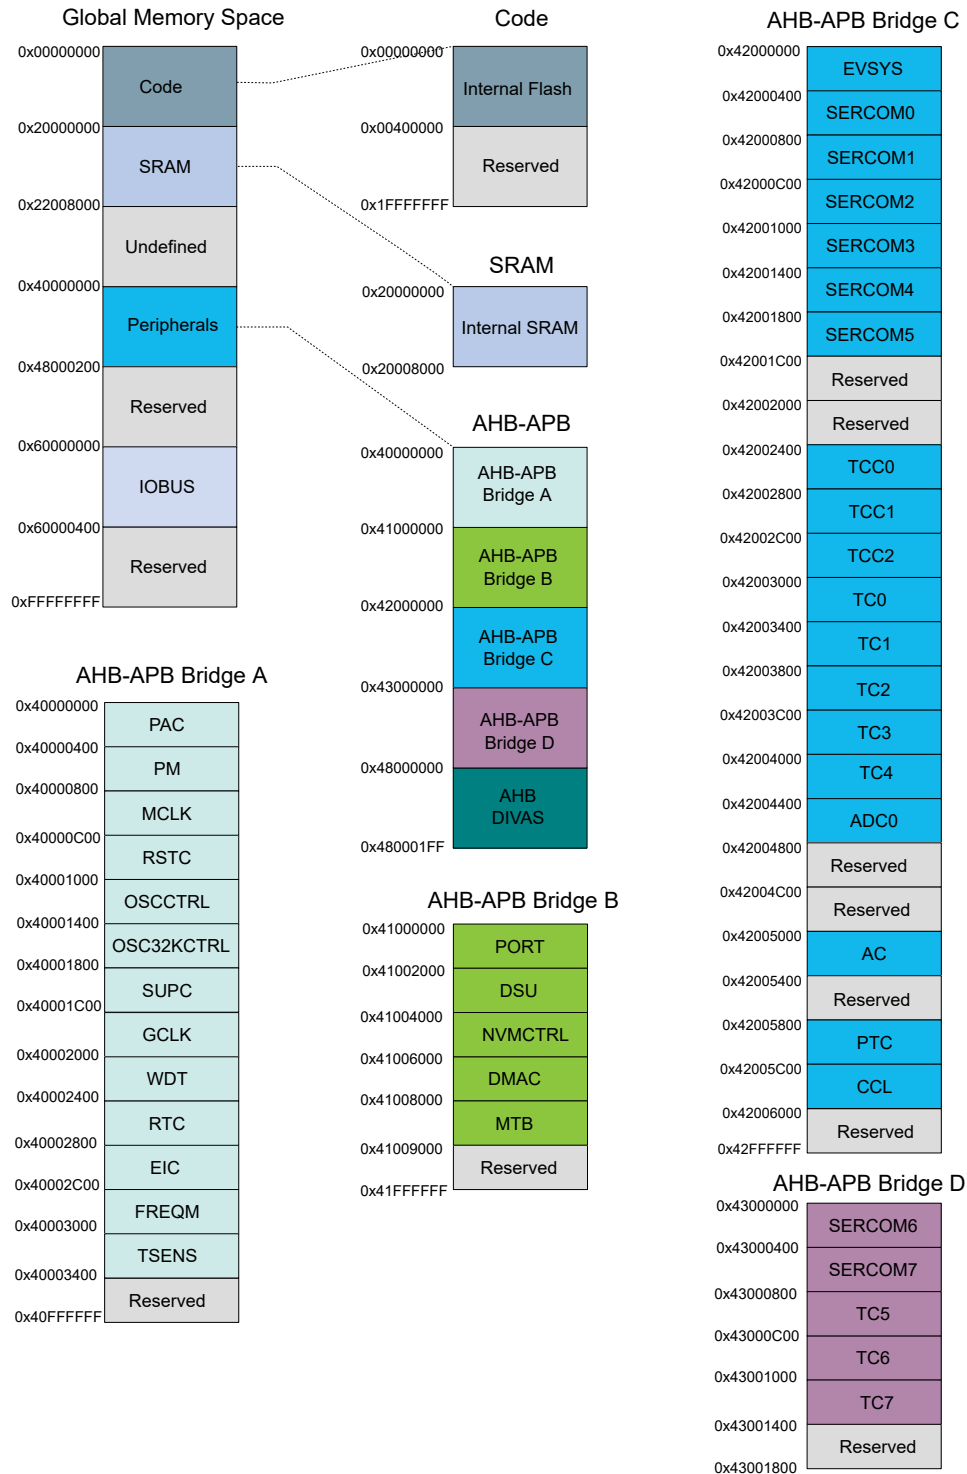 Global Memory Space
0x00000000
Code
0x20000000
SRAM
0x22008000
Undefined
0x40000000
Peripherals
0x48000200
Reserved
0x60000000
IOBUS
0x60000400
Reserved
0xFFFFFFFF
Code
0x00000000
Internal Flash
0x00400000
Reserved
0x1FFFFFFF
SRAM
0x20000000
Internal SRAM
0x20008000
AHB-APB
0x40000000
AHB-APB
Bridge A
0x41000000
AHB-APB
Bridge B
0x42000000
AHB-APB
Bridge C
0x43000000
AHB-APB
Bridge D
0x48000000
AHB
DIVAS
0x480001FF
AHB-APB Bridge A
0x40000000
PAC
0x40000400
PM
0x40000800
MCLK
0x40000C00
RSTC
0x40001000
OSCCTRL
0x40001400
OSC32KCTRL
0x40001800
SUPC
0x40001C00
GCLK
0x40002000
WDT
0x40002400
RTC
0x40002800
EIC
0x40002C00
FREQM
0x40003000
TSENS
0x40003400
Reserved
0x40FFFFFF
AHB-APB Bridge B
0x41000000
PORT
0x41002000
DSU
0x41004000
NVMCTRL
0x41006000
DMAC
0x41008000
MTB
0x41009000
Reserved
0x41FFFFFF
AHB-APB Bridge C
0x42000000
EVSYS
0x42000400
SERCOM0
0x42000800
SERCOM1
0x42000C00
SERCOM2
0x42001000
SERCOM3
0x42001400
SERCOM4
0x42001800
SERCOM5
0x42001C00
Reserved
0x42002000
Reserved
0x42002400
TCC0
0x42002800
TCC1
0x42002C00
TCC2
0x42003000
TC0
0x42003400
TC1
0x42003800
TC2
0x42003C00
TC3
0x42004000
TC4
0x42004400
ADC0
0x42004800
Reserved
0x42004C00
Reserved
0x42005000
AC
0x42005400
Reserved
0x42005800
PTC
0x42005C00
CCL
0x42006000
Reserved
0x42FFFFFF
AHB-APB Bridge D
0x43000000
SERCOM6
0x43000400
SERCOM7
0x43000800
TC5
0x43000C00
TC6
0x43001000
TC7
0x43001400
Reserved
0x43001800